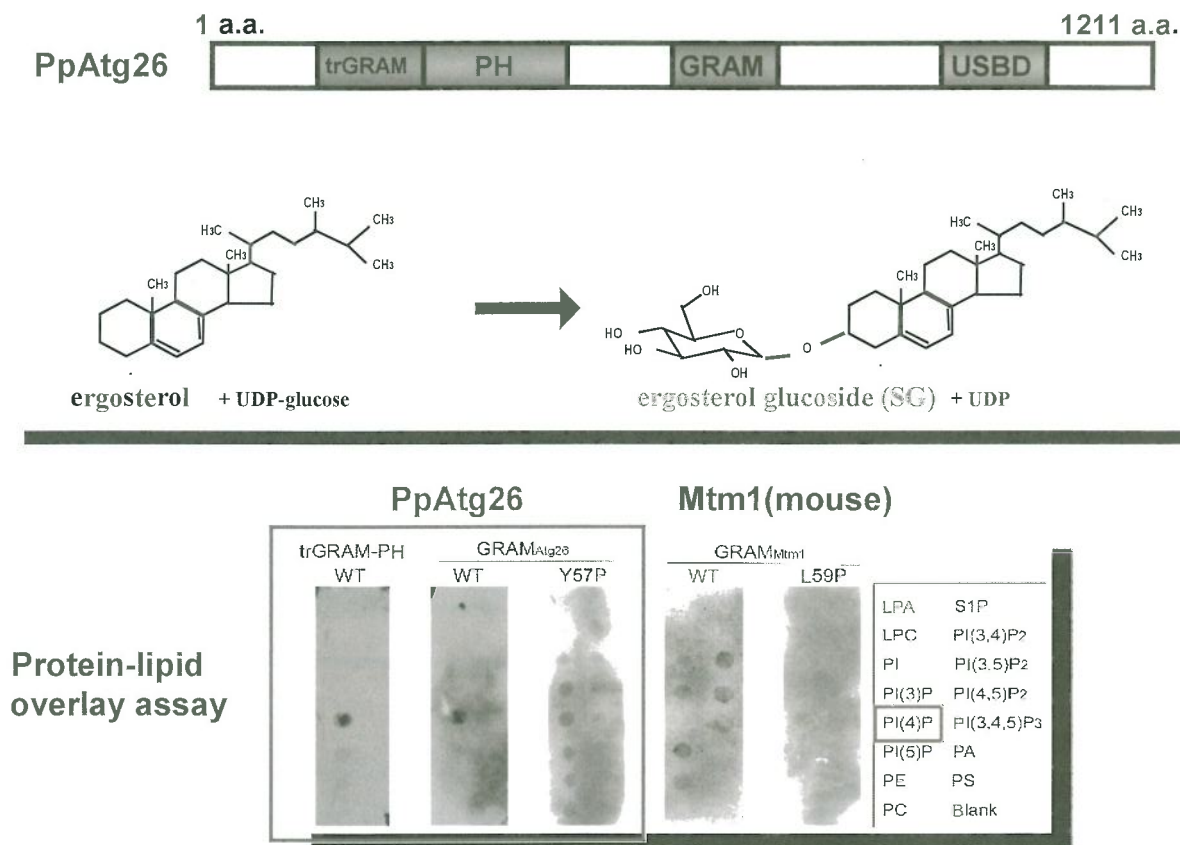 1 a.a.
1211 a.a.
PpAtg26
trGRAM
PH
GRAM
USBD
CH3
H3C
CH3
CH3
CH3
CH3
CH3
H3C
CH3
CH3
CH3
CH3
OH
HO
O
HO
OH
O
ergosterol + UDP-glucose
ergosterol glucoside (SG) + UDP
PpAtg26
Mtm1(mouse)
trGRAM-PH
GRAMAtg26
GRAMMtm1
WT
WT
Y57P
WT
L59P
Protein-lipid
overlay assay
LPA S1P
LPC PI(3,4)P2
PI PI(3,5)P2
PI(3)P PI(4,5)P2
PI(4)P PI(3,4,5)P3
PI(5)P PA
PE PS
PC Blank